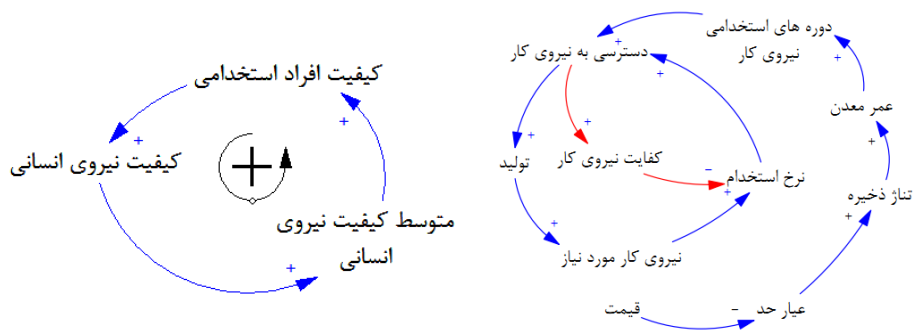 کیفیت افراد استخدامی
کیفیت نیروی انسانی
متوسط کیفیت نیروی
انسانی
+
+
+
دوره های استخدامی
نیروی کار
دسترسی به نیروی کار
عمر معدن
تولید
کفایت نیروی کار
نرخ استخدام
تناژ ذخیره
نیروی کار مورد نیاز
قیمت
عیار حد
+
+
+
+
+
+
+
+
+
−
−